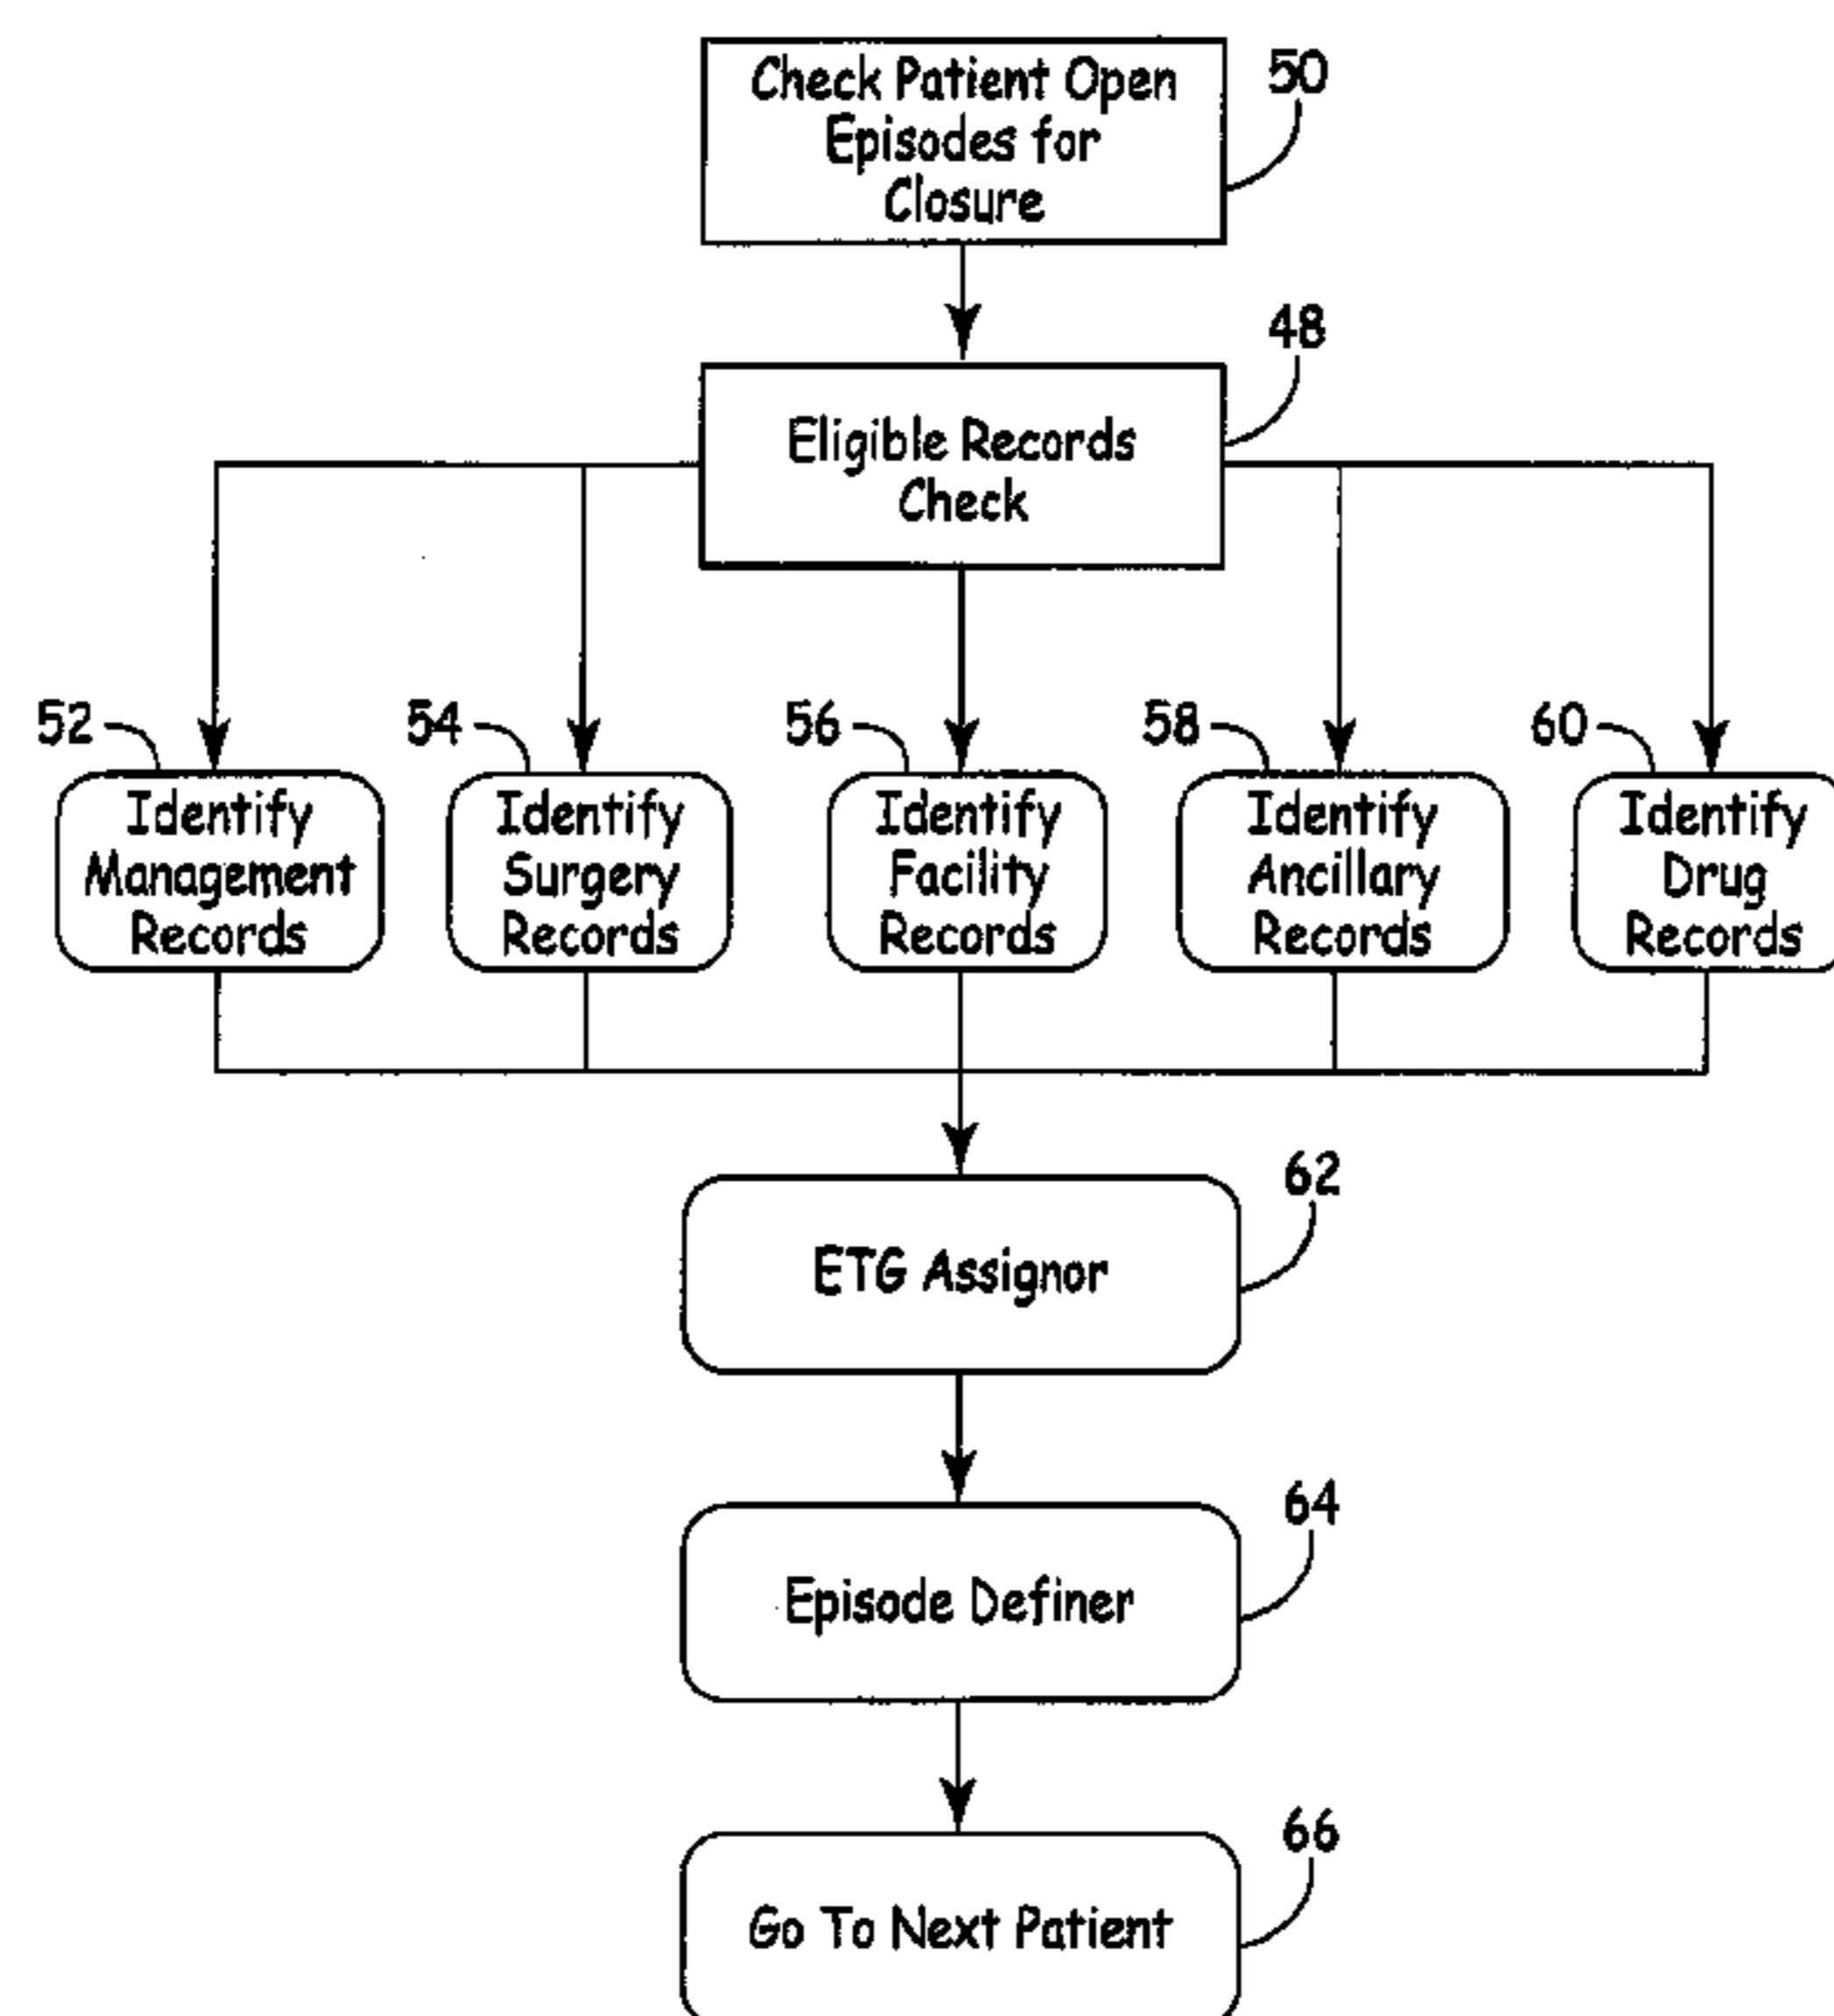 Check Patient Open
Episodes for
Closure
50
48
Eligible Records
Check
52
54
56
58
60
Identify
Management
Records
Identify
Surgery
Records
Identify
Facility
Records
Identify
Ancillary
Records
Identify
Drug
Records
62
ETG Assignor
64
Episode Definer
66
Go To Next Patient